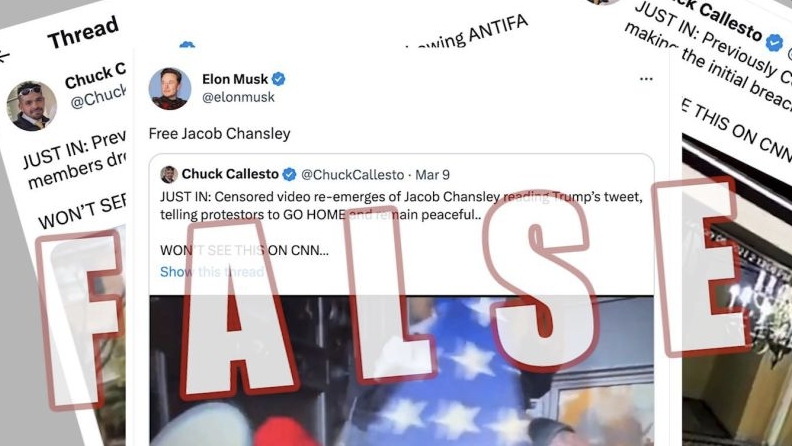 Thread
Chuck C
@Chuck
JUST IN: Prev
members dr
WON'T SEE
owing ANTIFA
Elon Musk
@elonmusk
Free Jacob Chansley
Chuck Callesto @ChuckCallesto · Mar 9
JUST IN: Censored video re-emerges of Jacob Chansley reading Trump's tweet,
telling protestors to GO HOME and remain peaceful..
WON'T SEE THIS ON CNN...
Show this thread
ck Callesto
JUST IN: Previously C
making the initial breac
E THIS ON CNN
FALSE